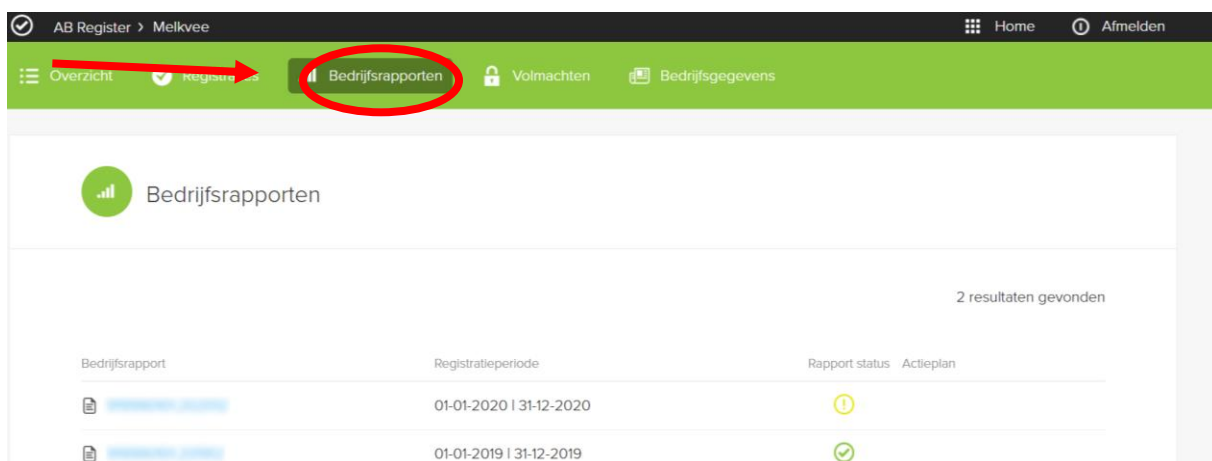 AB Register > Melkvee Home Afmelden
Overzicht Registraties Bedrijfsrapporten Volmachten Bedrijfsgegevens
Bedrijfsrapporten
2 resultaten gevonden
Bedrijfsrapport Registratieperiode Rapport status Actieplan
01-01-2020 | 31-12-2020
01-01-2019 | 31-12-2019